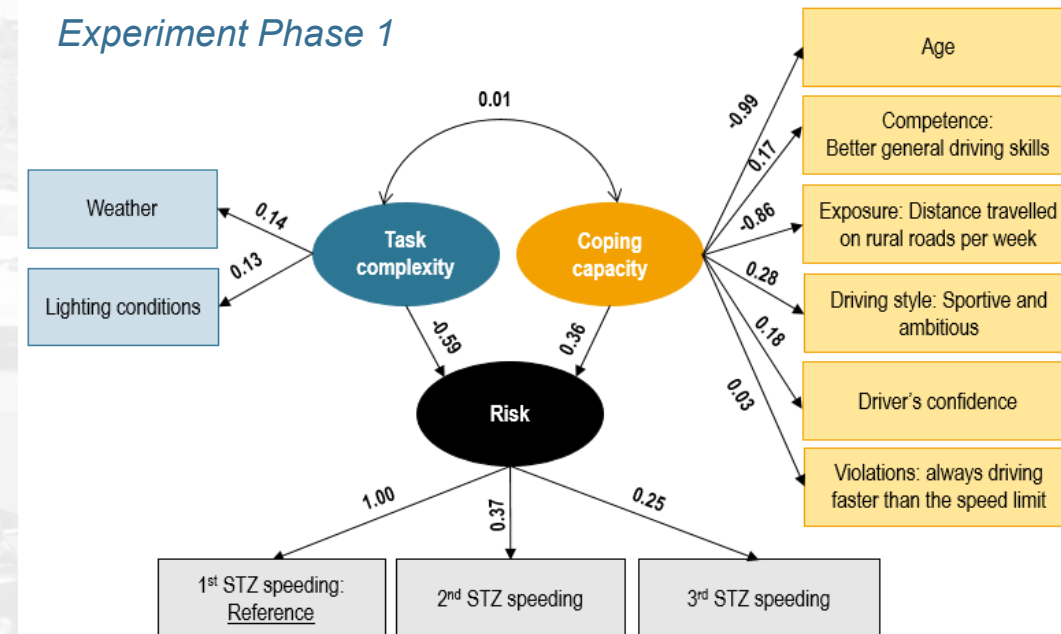 Experiment Phase 1
Age
0.01
-0.99
Competence:
Better general driving skills
0.17
Weather
0.14
Exposure: Distance travelled
on rural roads per week
-0.86
Task
complexity
Coping
capacity
0.13
0.28
Lighting conditions
Driving style: Sportive and
ambitious
-0.59
0.36
0.18
Driver's confidence
0.03
Risk
Violations: always driving
faster than the speed limit
1.00
0.37
0.25
1st STZ speeding:
Reference
2nd STZ speeding
3rd STZ speeding